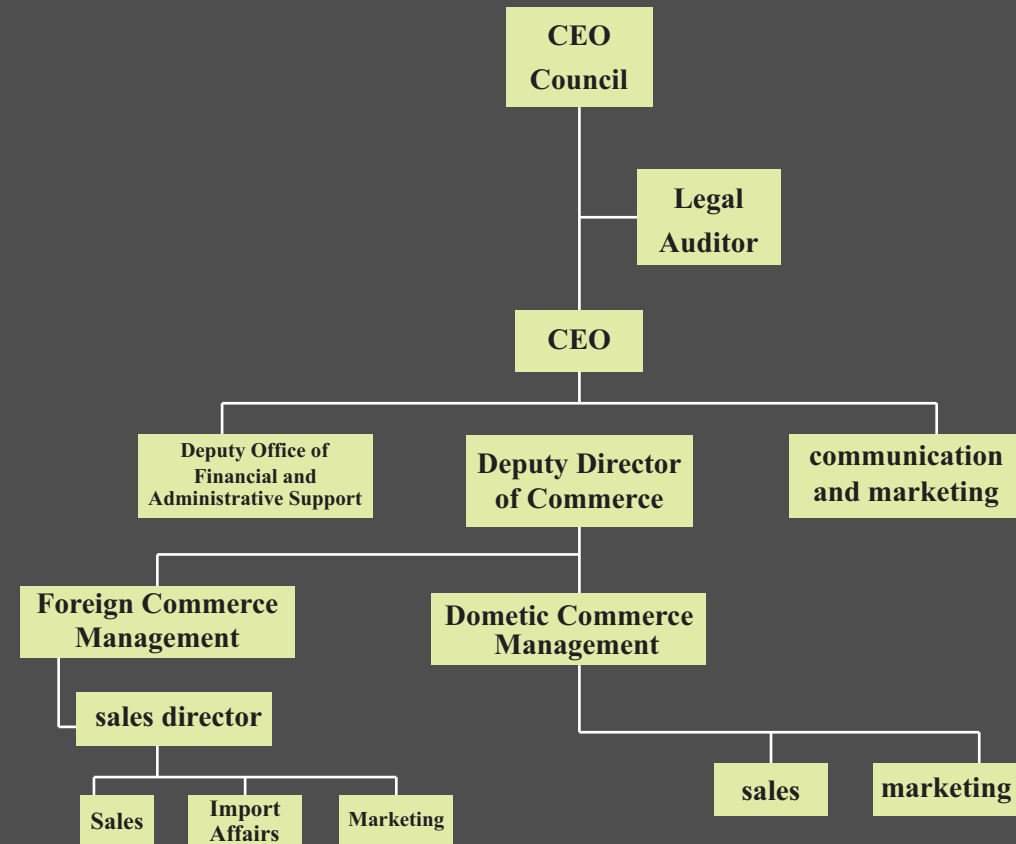 CEO
Council
Legal
Auditor
CEO
Deputy Office of
Financial and
Administrative Support
Deputy Director
of Commerce
communication
and marketing
Foreign Commerce
Management
Dometic Commerce
Management
sales director
sales
marketing
Sales
Import
Affairs
Marketing